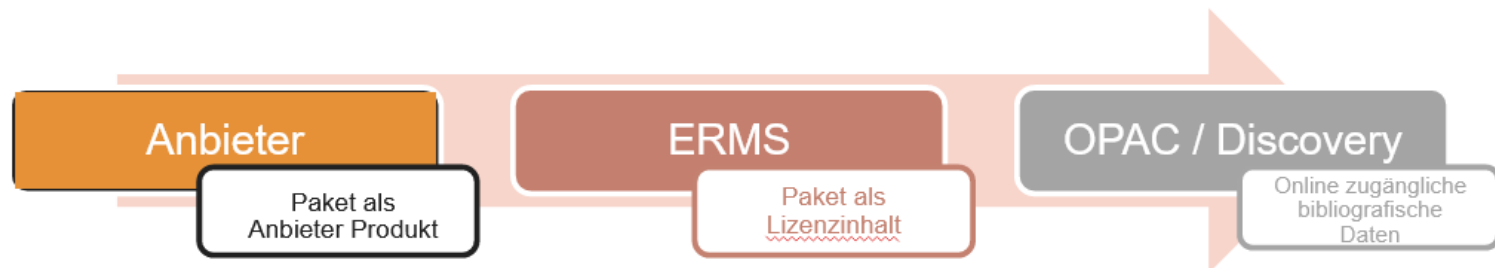 Anbieter
Paket als
Anbieter Produkt
ERMS
Paket als
Lizenzinhalt
OPAC / Discovery
Online zugängliche
bibliografische
Daten